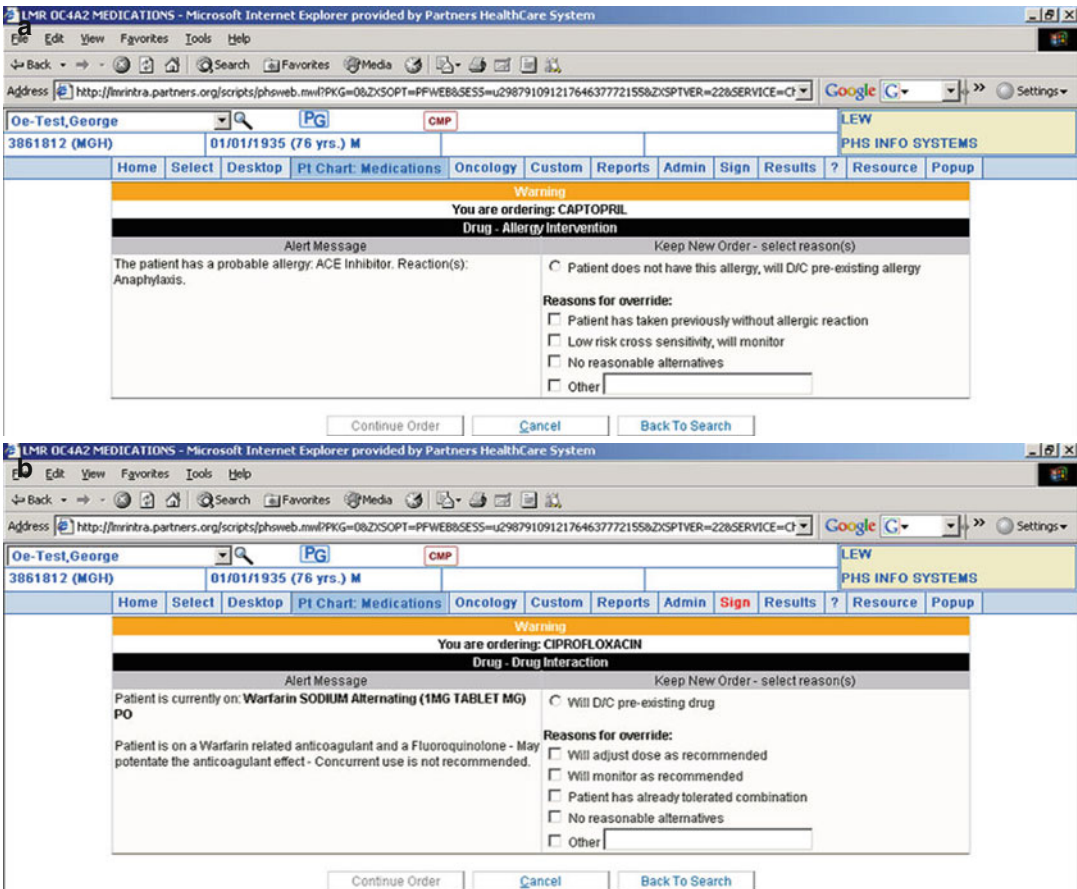 LMR OC4A2 MEDICATIONS - Microsoft Internet Explorer provided by Partners HealthCare System
a
File Edit View Favorites Tools Help
Back Search Favorites Media
Address http://lmrintra.partners.org/scripts/phsweb.mwl?PKG=0&ZXSOPT=PFWEB&SESS=u29879109121764637772155&ZXSPTVER=22&SERVICE=Cl Google G Settings
Oe-Test,George PG CMP LEW
3861812 (MGH) 01/01/1935 (76 yrs.) M PHS INFO SYSTEMS
Home Select Desktop Pt Chart: Medications Oncology Custom Reports Admin Sign Results ? Resource Popup
Warning
You are ordering: CAPTOPRIL
Drug - Allergy Intervention
Alert Message Keep New Order - select reason(s)
The patient has a probable allergy: ACE Inhibitor. Reaction(s):
Anaphylaxis.
Patient does not have this allergy, will D/C pre-existing allergy
Reasons for override:
Patient has taken previously without allergic reaction
Low risk cross sensitivity, will monitor
No reasonable alternatives
Other
Continue Order Cancel Back To Search
LMR OC4A2 MEDICATIONS - Microsoft Internet Explorer provided by Partners HealthCare System
b
File Edit View Favorites Tools Help
Back Search Favorites Media
Address http://lmrintra.partners.org/scripts/phsweb.mwl?PKG=0&ZXSOPT=PFWEB&SESS=u29879109121764637772155&ZXSPTVER=22&SERVICE=Cl Google G Settings
Oe-Test,George PG CMP LEW
3861812 (MGH) 01/01/1935 (76 yrs.) M PHS INFO SYSTEMS
Home Select Desktop Pt Chart: Medications Oncology Custom Reports Admin Sign Results ? Resource Popup
Warning
You are ordering: CIPROFLOXACIN
Drug - Drug Interaction
Alert Message Keep New Order - select reason(s)
Patient is currently on: Warfarin SODIUM Alternating (1MG TABLET MG)
PO
Patient is on a Warfarin related anticoagulant and a Fluoroquinolone - May
potentate the anticoagulant effect - Concurrent use is not recommended.
Will D/C pre-existing drug
Reasons for override:
Will adjust dose as recommended
Will monitor as recommended
Patient has already tolerated combination
No reasonable alternatives
Other
Continue Order Cancel Back To Search